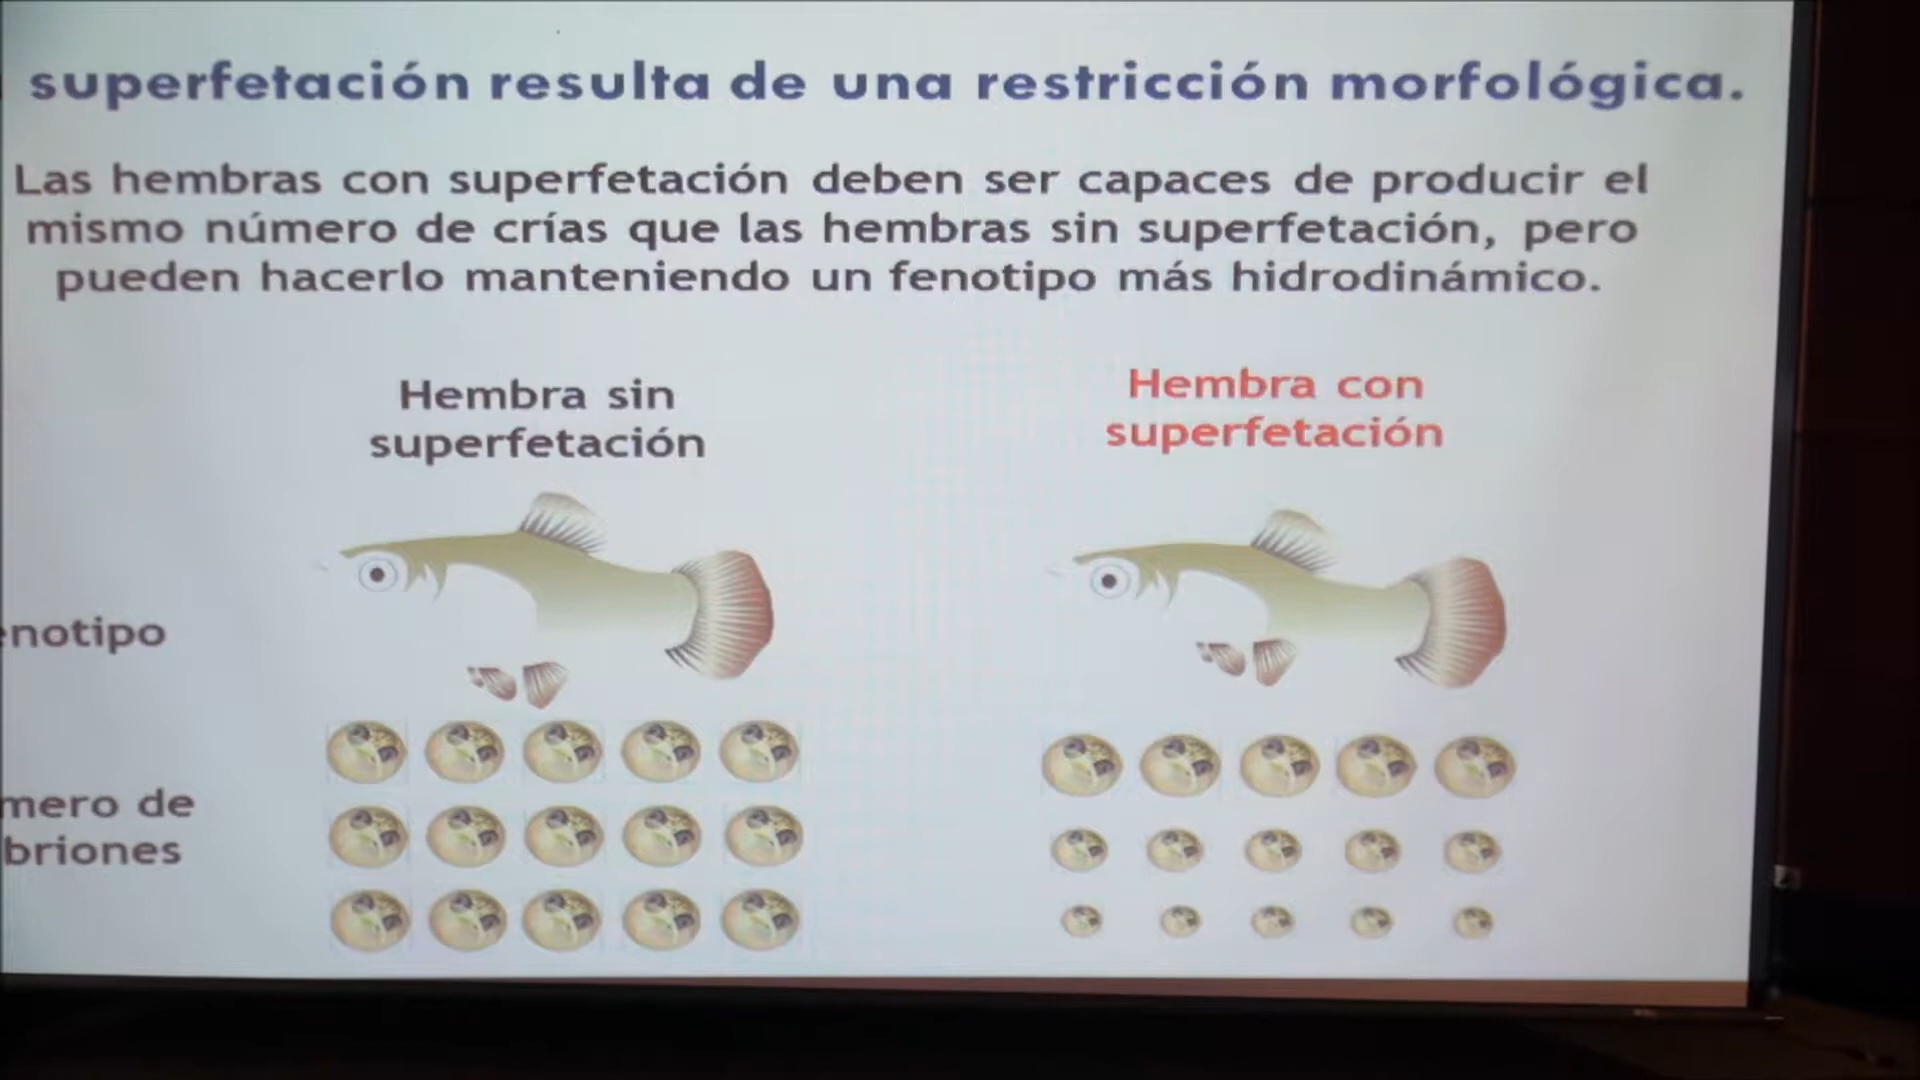 superfetación resulta de una restricción morfológica.
Las hembras con superfetación deben ser capaces de producir el
mismo número de crías que las hembras sin superfetación, pero
pueden hacerlo manteniendo un fenotipo más hidrodinámico.
Hembra sin
superfetación
Hembra con
superfetación
notipo
mero de
briones